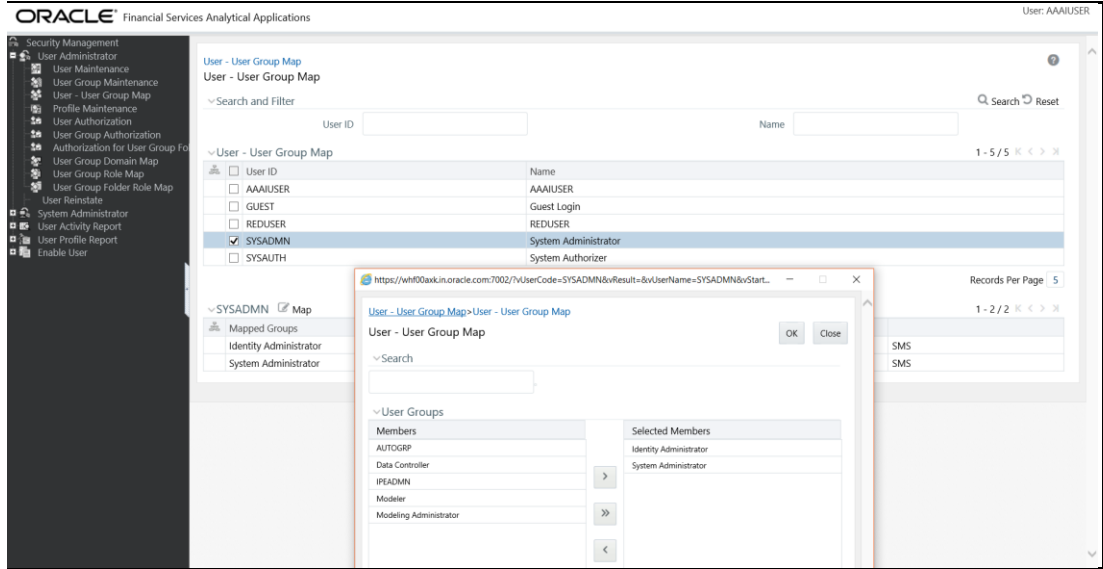 ORACLE® Financial Services Analytical Applications
User: AAAIUSER
Security Management
User Administrator
User Maintenance
User Group Maintenance
User - User Group Map
Profile Maintenance
User Authorization
User Group Authorization
Authorization for User Group Fo
User Group Domain Map
User Group Role Map
User Group Folder Role Map
User Reinstate
System Administrator
User Activity Report
User Profile Report
Enable User
User - User Group Map
User - User Group Map
Search and Filter
Search Reset
User ID
Name
User - User Group Map
1 - 5 / 5
User ID Name
AAAIUSER AAAIUSER
GUEST Guest Login
REDUSER REDUSER
SYSADMN System Administrator
SYSAUTH System Authorizer
Records Per Page 5
SYSADMN Map
1 - 2 / 2
Mapped Groups
Identity Administrator SMS
System Administrator SMS
https://whf00axk.in.oracle.com:7002/?vUserCode=SYSADMN&vResult=&vUserName=SYSADMN&vStart...
User - User Group Map>User - User Group Map
User - User Group Map
OK Close
Search
User Groups
Members
AUTOGRP
Data Controller
IPEADMN
Modeler
Modeling Administrator
Selected Members
Identity Administrator
System Administrator